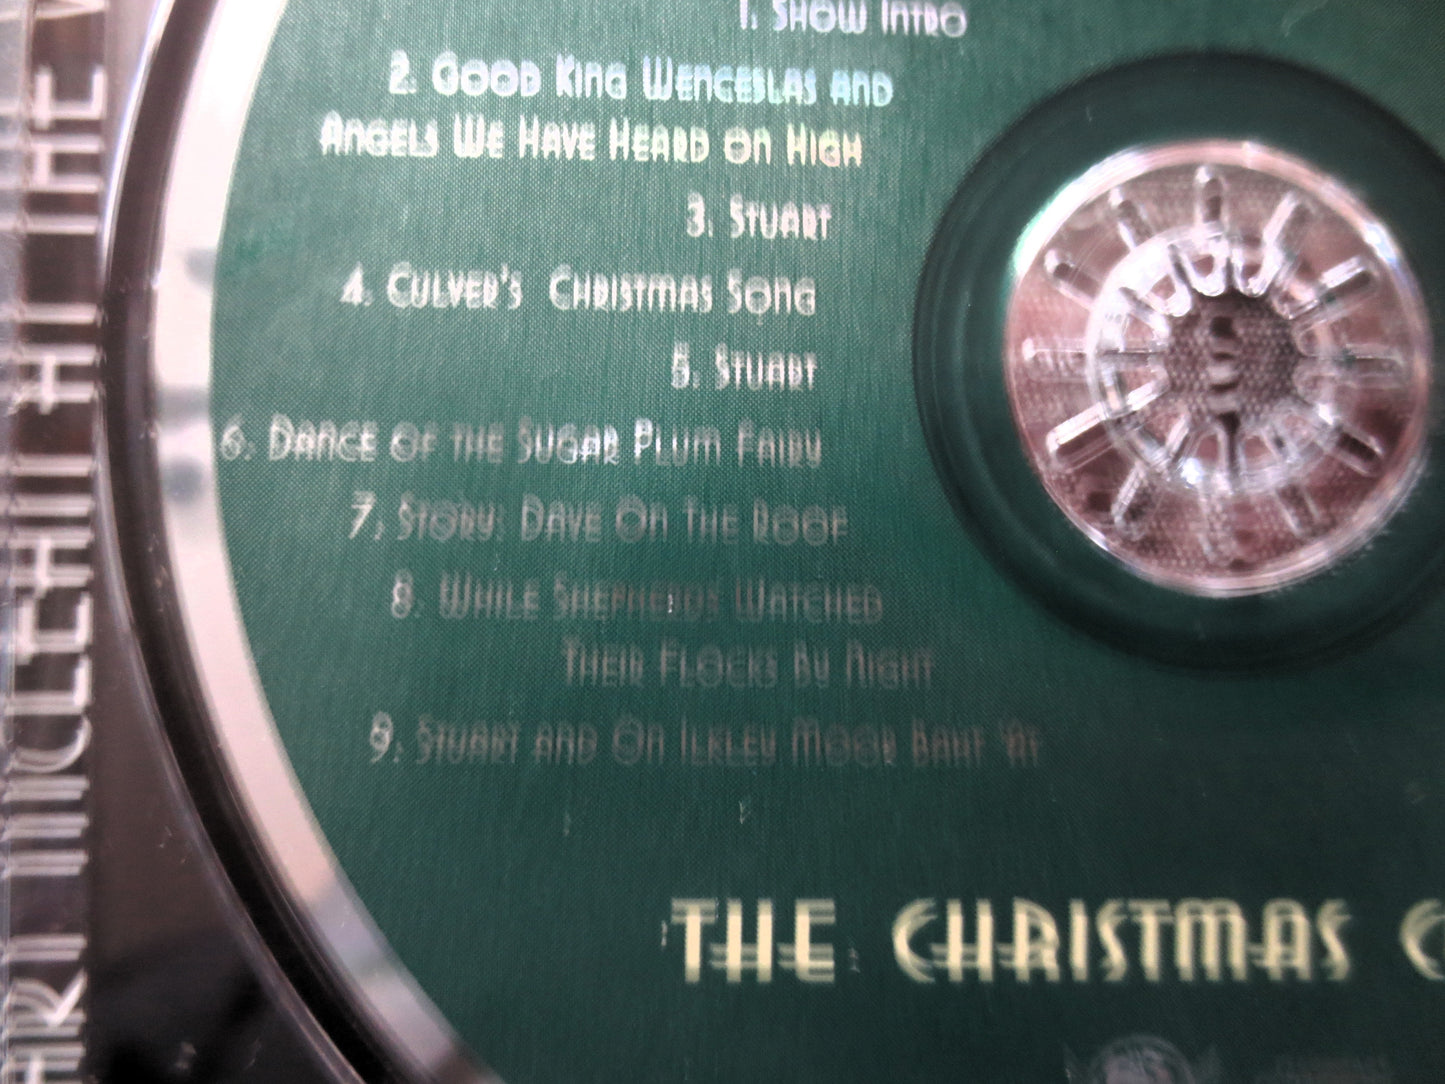 1. Show Intro
2. Good King Wenceslas and
Angels We Have Heard on High
3. Stuart
4. Culver's Christmas Song
5. Stuart
6. Dance of the Sugar Plum Fairy
7. Story: Dave On The Roof
8. While Shepherds Watched
Their Flocks By Night
9. Stuart and On Ilkley Moor Baht 'At
THE CHRISTMAS C